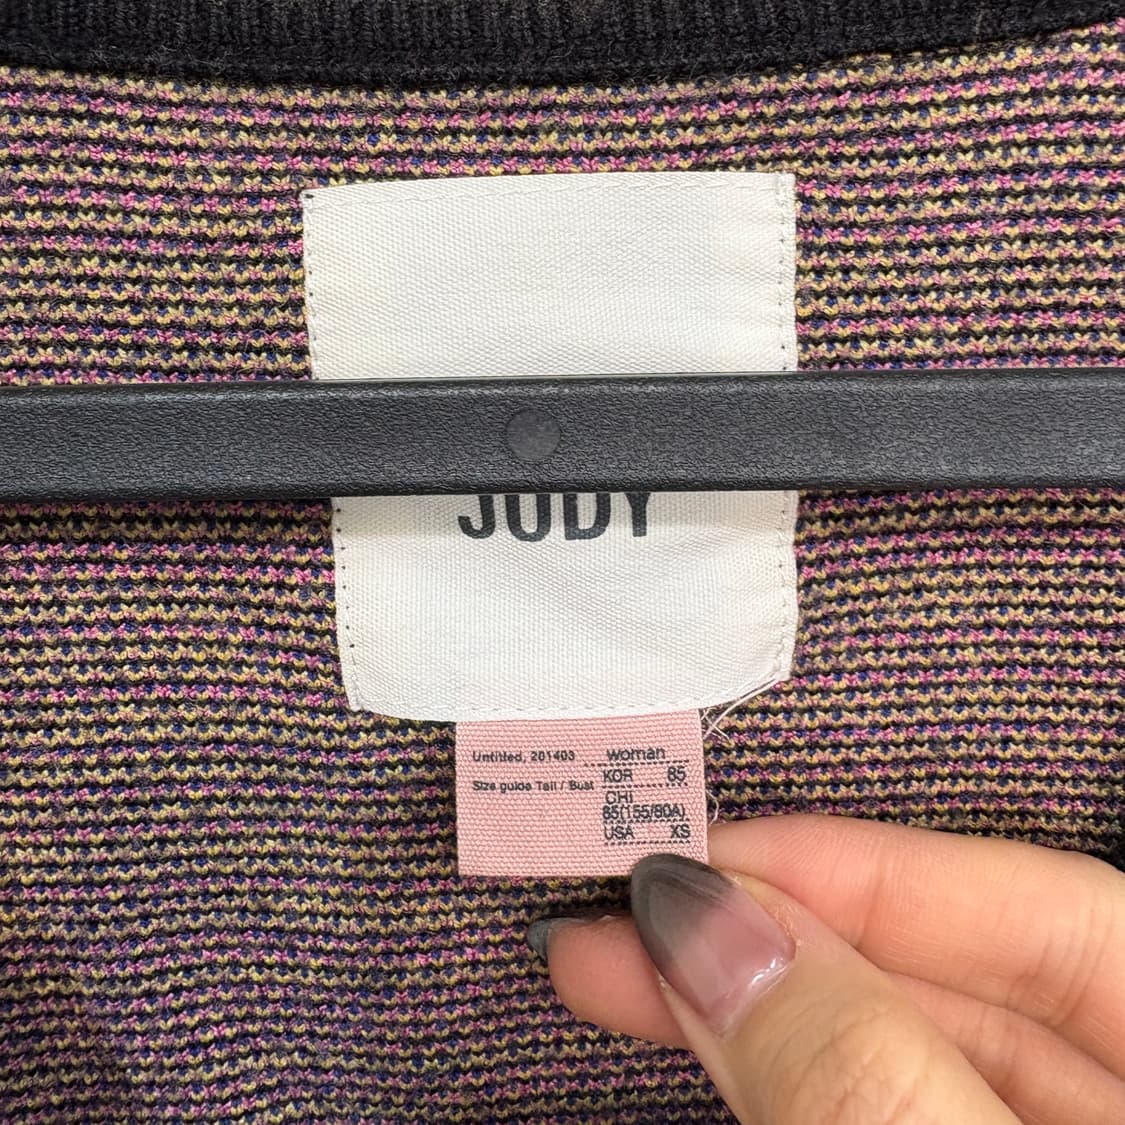 JUDY
Untitled, 201403
Size guide Tall / Bust
woman
KOR 85
CHI
85(155/80A)
USA XS